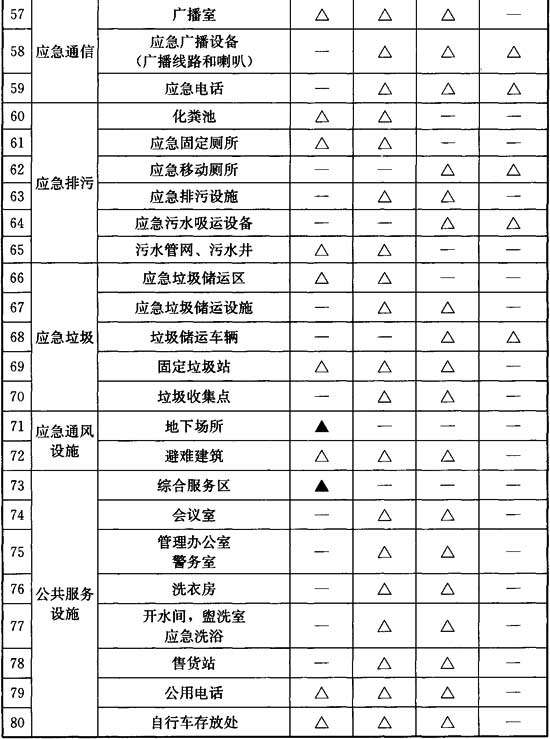 57 广播室 △ △ △ —
应急通信
58 应急广播设备
（广播线路和喇叭） — △ △ △
59 应急电话 — △ △ △
60 化粪池 △ △ — —
61 应急固定厕所 △ △ — —
62 应急移动厕所 — — △ △
应急排污
63 应急排污设施 — △ △ —
64 应急污水吸运设备 — — △ △
65 污水管网、污水井 △ △ — —
66 应急垃圾储运区 △ △ — —
67 应急垃圾储运设施 — △ △ —
68 应急垃圾 垃圾储运车辆 — — △ △
69 固定垃圾站 △ △ △ —
70 垃圾收集点 — △ △ —
71 地下场所 ▲ — — —
应急通风
设施
72 避难建筑 △ △ △ —
73 综合服务区 ▲ — — —
74 会议室 — △ △ —
75 管理办公室
警务室 — △ △ —
76 洗衣房 — △ △ —
公共服务
设施
77 开水间，盥洗室
应急洗浴 — △ △ —
78 售货站 — △ △ —
79 公用电话 △ △ △ —
80 自行车存放处 △ △ △ —